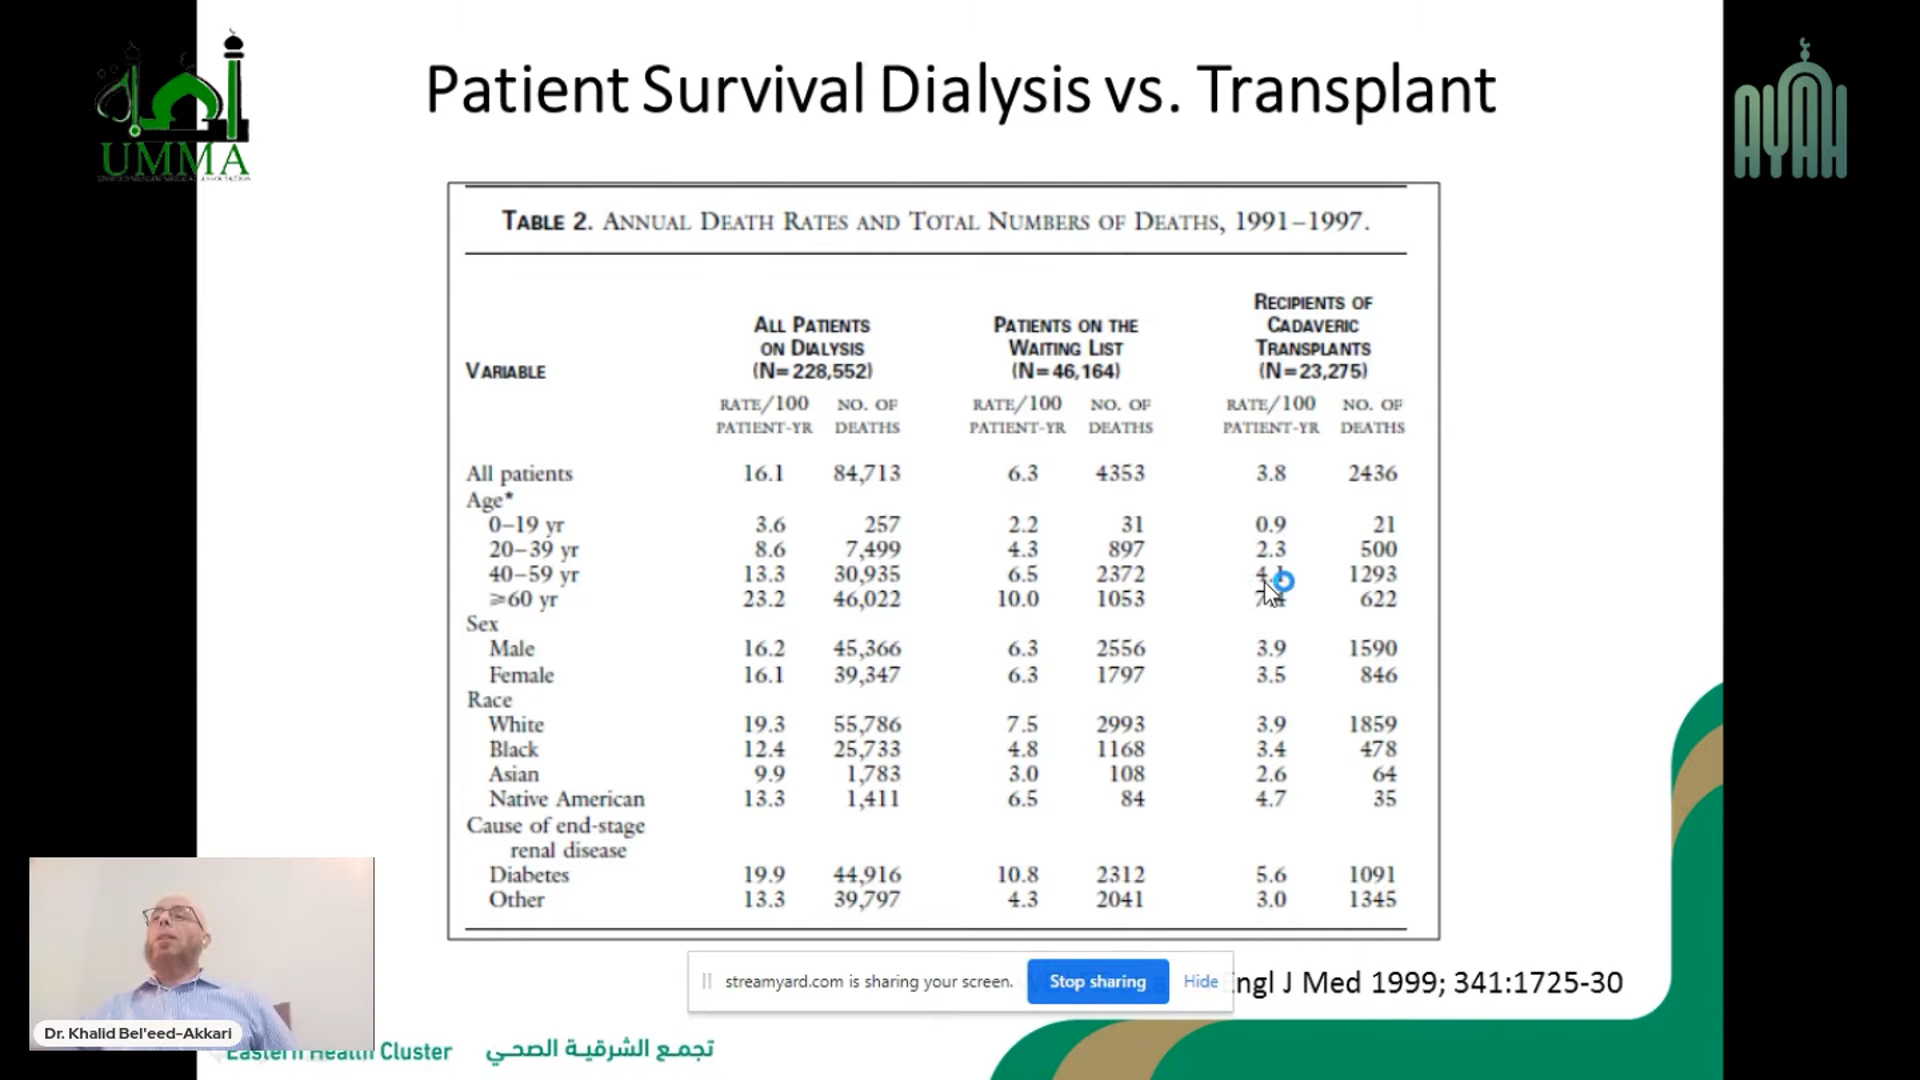 UMMA
AYAH
Patient Survival Dialysis vs. Transplant
TABLE 2. ANNUAL DEATH RATES AND TOTAL NUMBERS OF DEATHS, 1991–1997.
VARIABLE
ALL PATIENTS
ON DIALYSIS
(N=228,552)
PATIENTS ON THE
WAITING LIST
(N=46,164)
RECIPIENTS OF
CADAVERIC
TRANSPLANTS
(N=23,275)
RATE/100 NO. OF RATE/100 NO. OF RATE/100 NO. OF
PATIENT-YR DEATHS PATIENT-YR DEATHS PATIENT-YR DEATHS
All patients 16.1 84,713 6.3 4353 3.8 2436
Age*
0–19 yr 3.6 257 2.2 31 0.9 21
20–39 yr 8.6 7,499 4.3 897 2.3 500
40–59 yr 13.3 30,935 6.5 2372 4.1 1293
≥60 yr 23.2 46,022 10.0 1053 622
Sex
Male 16.2 45,366 6.3 2556 3.9 1590
Female 16.1 39,347 6.3 1797 3.5 846
Race
White 19.3 55,786 7.5 2993 3.9 1859
Black 12.4 25,733 4.8 1168 3.4 478
Asian 9.9 1,783 3.0 108 2.6 64
Native American 13.3 1,411 6.5 84 4.7 35
Cause of end-stage
renal disease
Diabetes 19.9 44,916 10.8 2312 5.6 1091
Other 13.3 39,797 4.3 2041 3.0 1345
streamyard.com is sharing your screen. Stop sharing Hide
Engl J Med 1999; 341:1725-30
Dr. Khalid Bel'eed-Akkari
Eastern Health Cluster تجمع الشرقية الصحي